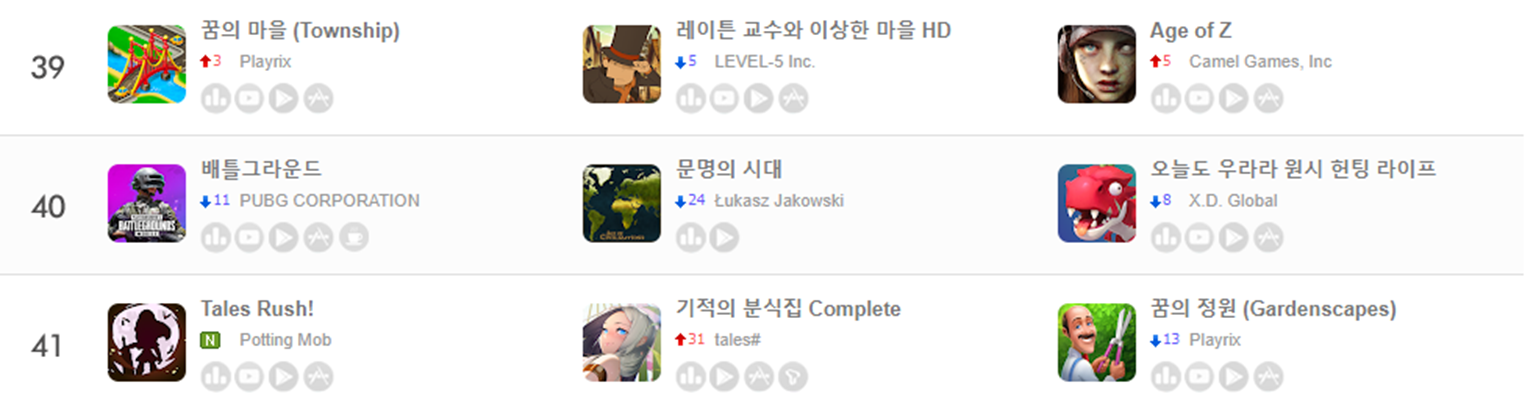 39
꿈의 마을 (Township)
3 Playrix
레이튼 교수와 이상한 마을 HD
5 LEVEL-5 Inc.
Age of Z
5 Camel Games, Inc
40
배틀그라운드
11 PUBG CORPORATION
BATTLEGROUNDS
문명의 시대
24 Łukasz Jakowski
오늘도 우라라 원시 헌팅 라이프
8 X.D. Global
41
Tales Rush!
N Potting Mob
기적의 분식집 Complete
31 tales#
꿈의 정원 (Gardenscapes)
13 Playrix